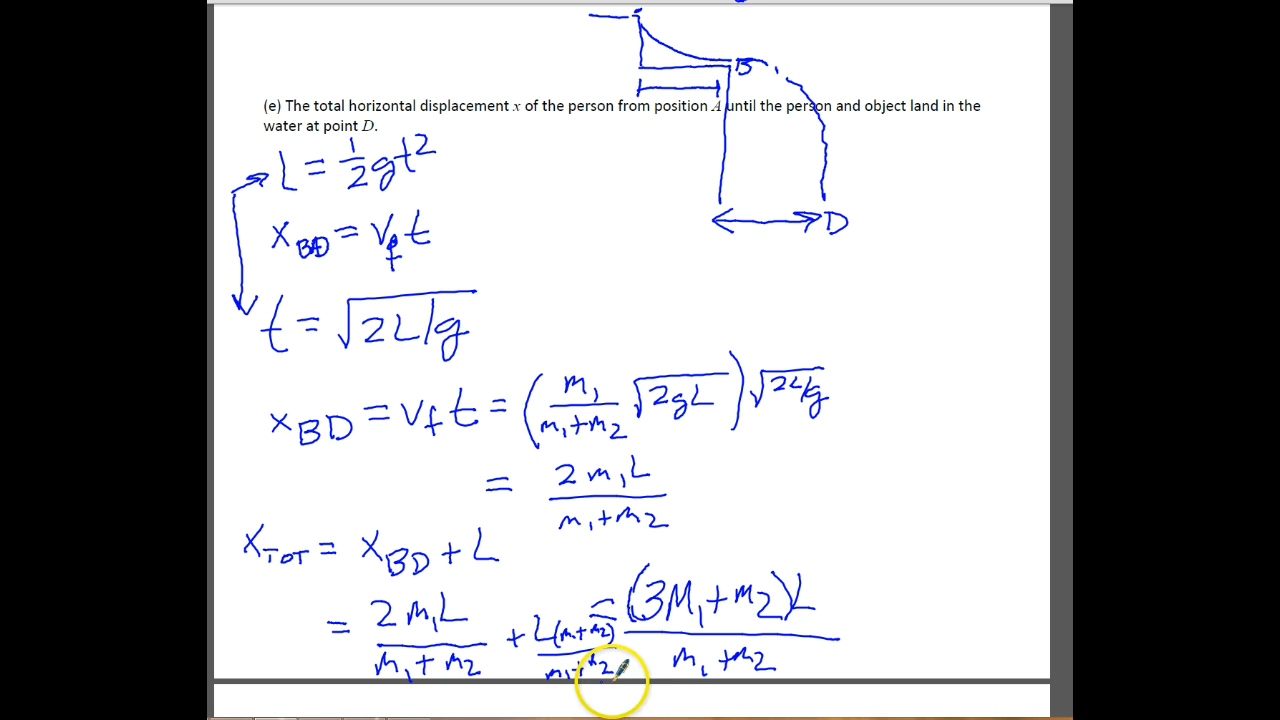 B
(e) The total horizontal displacement x of the person from position A until the person and object land in the
water at point D.
L = 1/2 gt²
D
x_BD = v_f t
t = √(2L/g)
x_BD = v_f t = (m₁/(m₁+m₂) √(2gL)) √(2L/g)
= 2m₁L/(m₁+m₂)
x_TOT = x_BD + L
= 2m₁L/(m₁+m₂) + L(m₁+m₂)/(m₁+m₂) = (3m₁+m₂)L/(m₁+m₂)